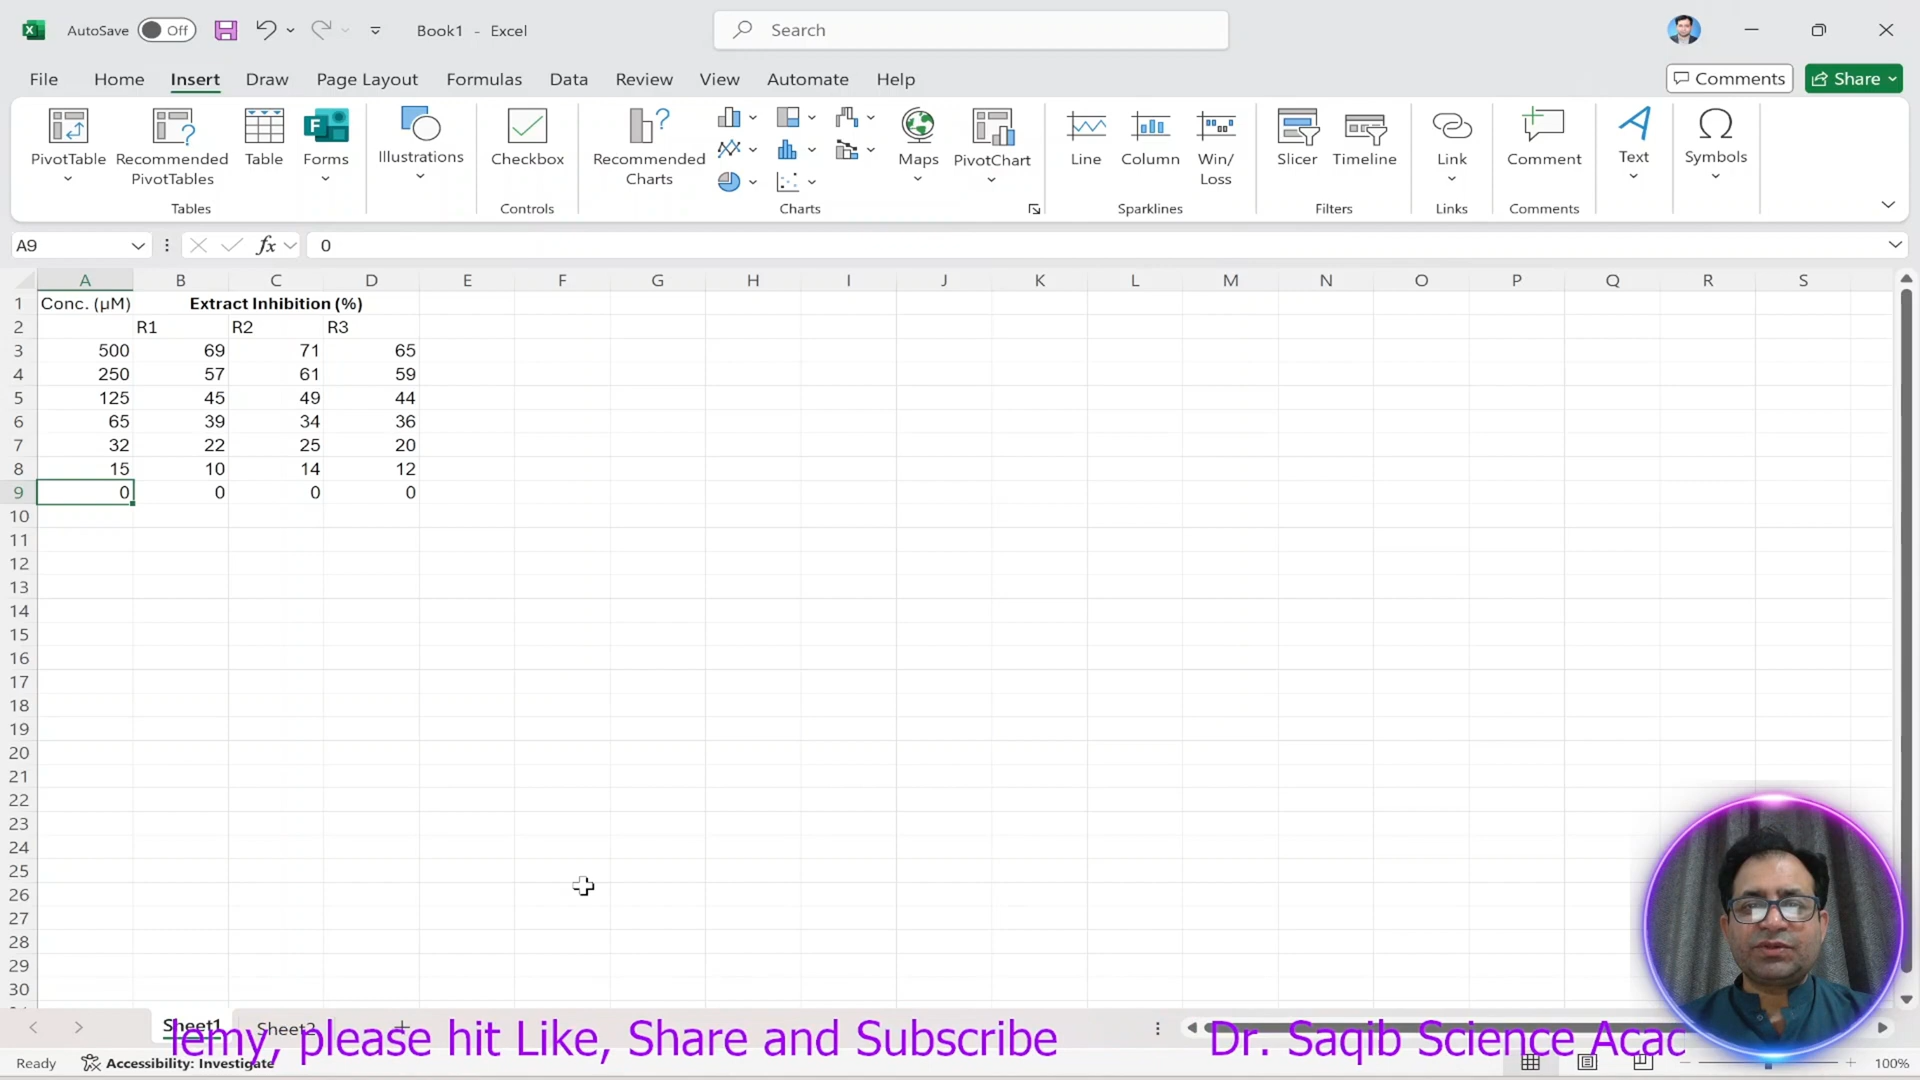 AutoSave Off Book1 - Excel Search
File Home Insert Draw Page Layout Formulas Data Review View Automate Help Comments Share
PivotTable Recommended PivotTables Table Forms Illustrations Checkbox Recommended Charts Maps PivotChart Line Column Win/ Loss Slicer Timeline Link Comment Text Symbols
Tables Controls Charts Sparklines Filters Links Comments
A9 fx 0
A B C D E F G H I J K L M N O P Q R S
1 Conc. (µM) Extract Inhibition (%)
2 R1 R2 R3
3 500 69 71 65
4 250 57 61 59
5 125 45 49 44
6 65 39 34 36
7 32 22 25 20
8 15 10 14 12
9 0 0 0 0
10
11
12
13
14
15
16
17
18
19
20
21
22
23
24
25
26
27
28
29
30
Sheet1 Sheet2
lemy, please hit Like, Share and Subscribe Dr. Saqib Science Acac
Ready Accessibility: Investigate 100%